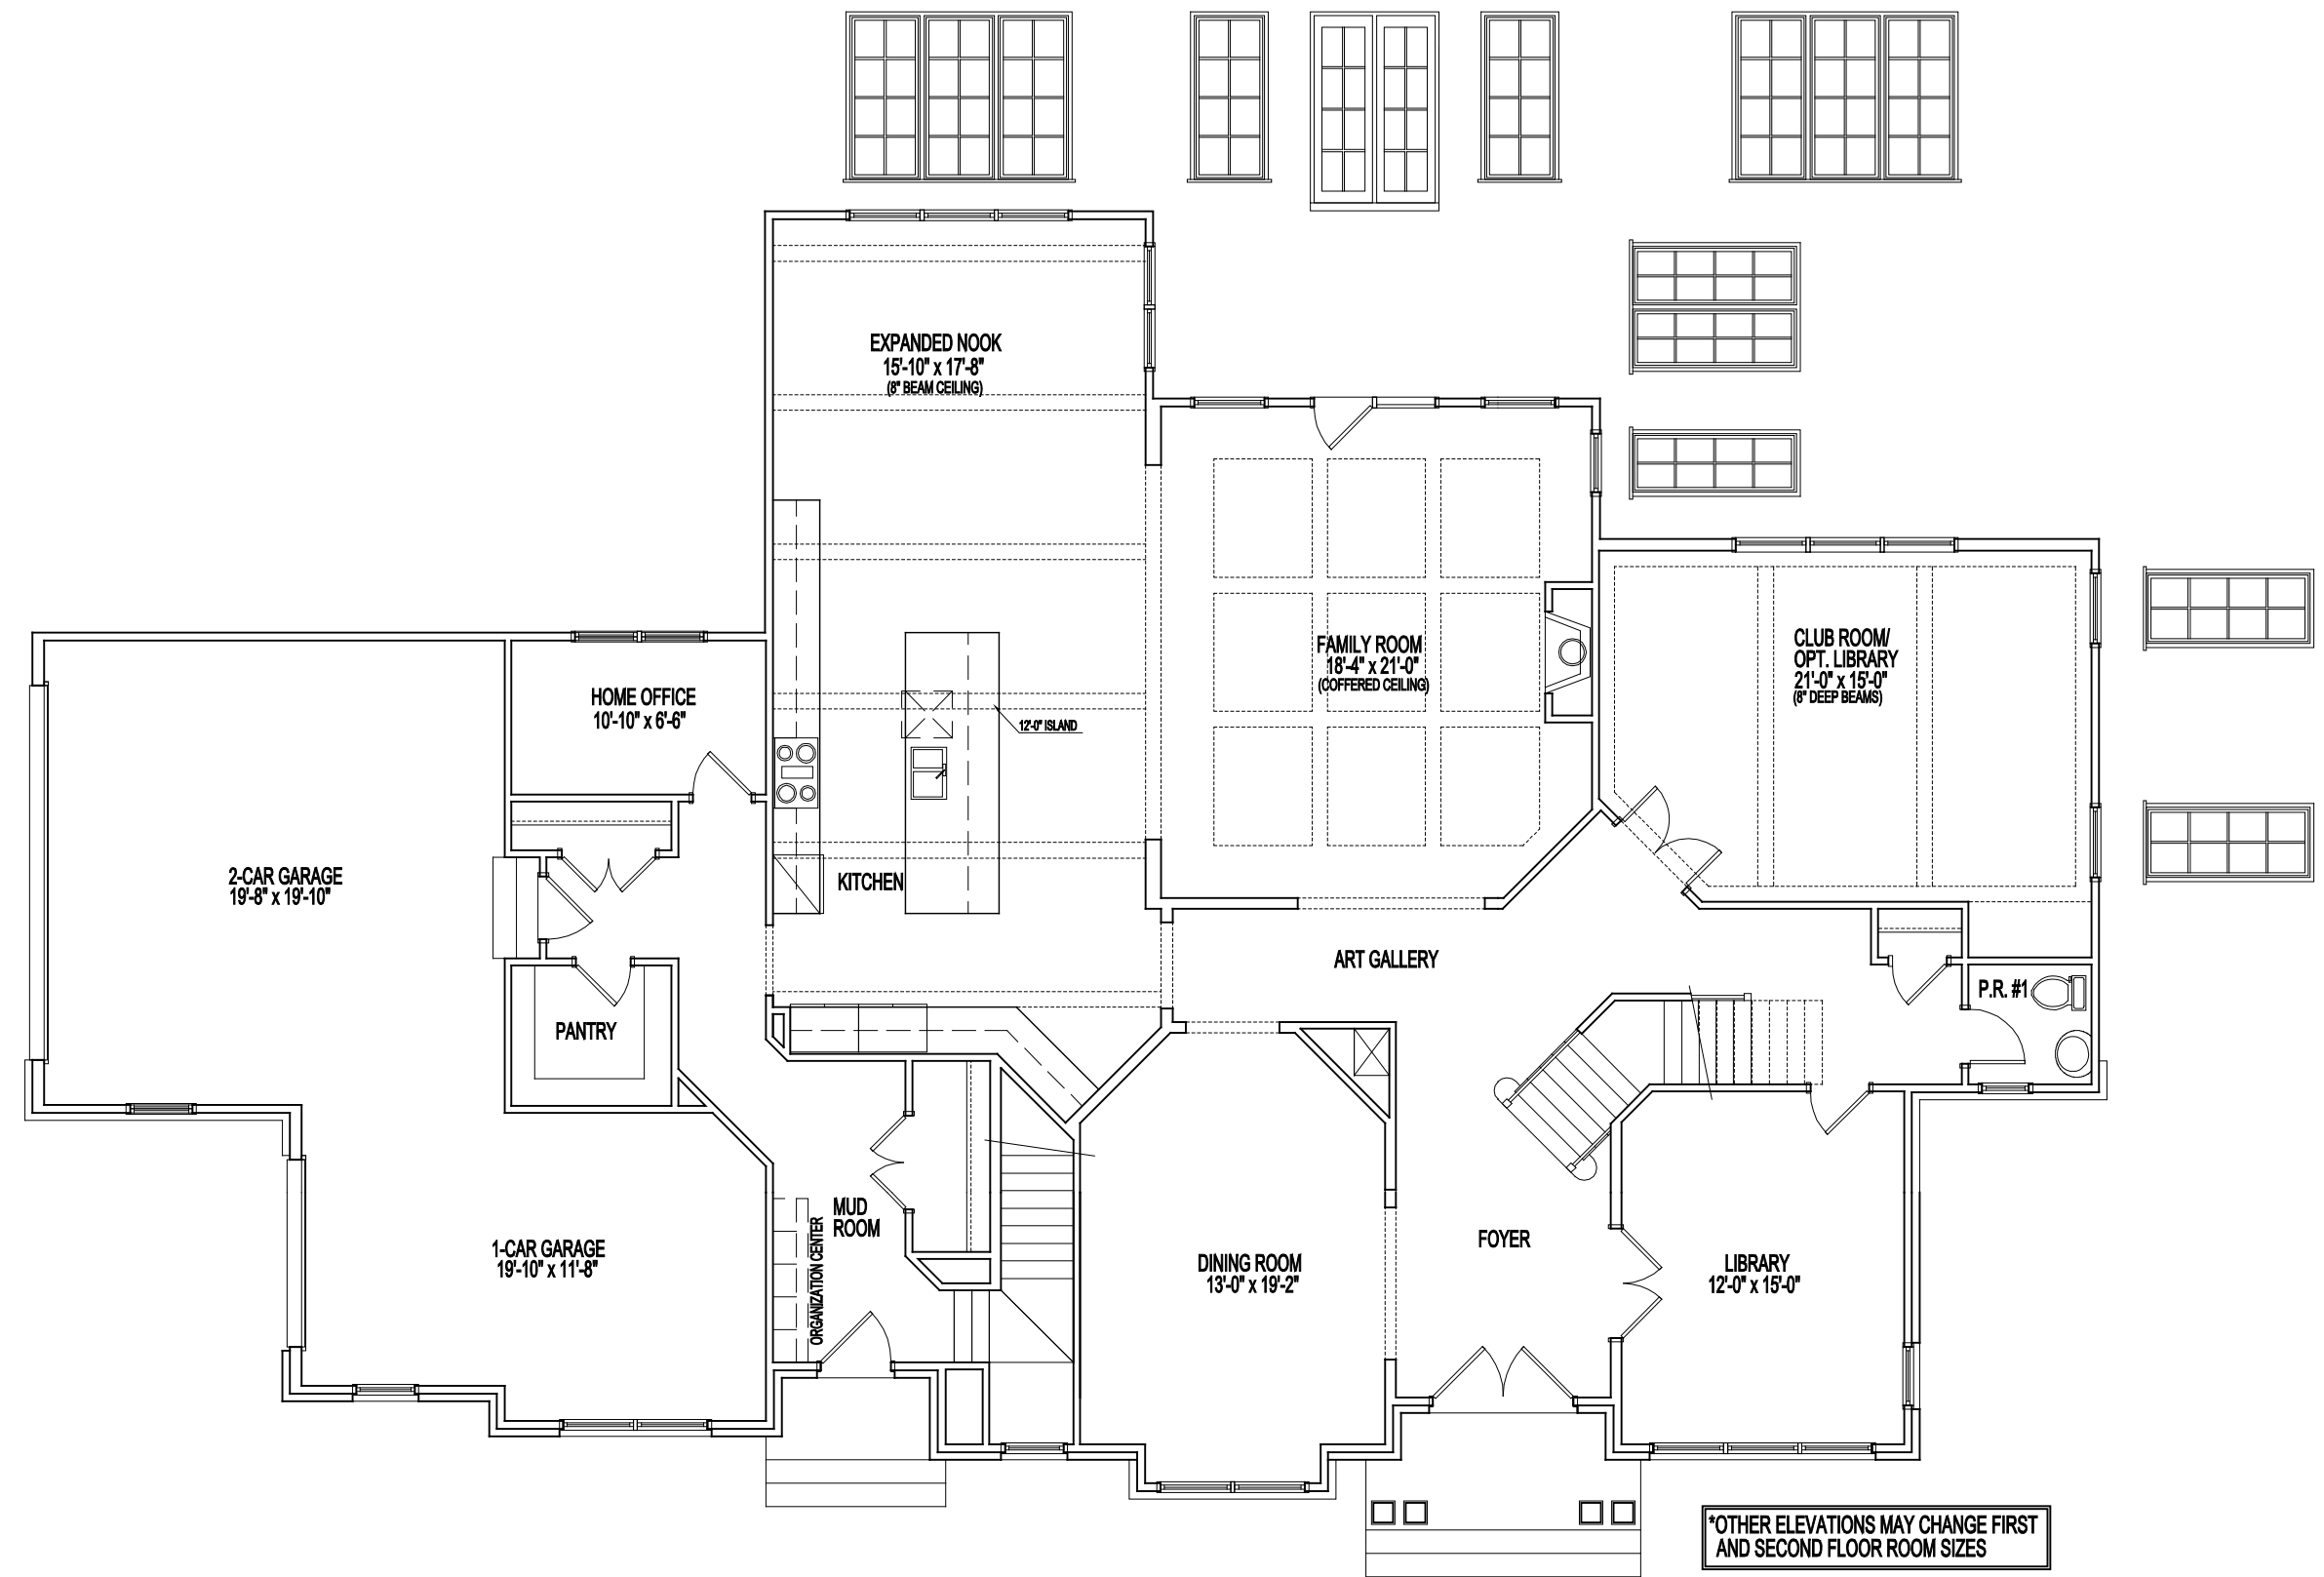 EXPANDED NOOK
15'-10" x 17'-8"
(8" BEAM CEILING)
FAMILY ROOM
18'-4" x 21'-0"
(COFFERED CEILING)
CLUB ROOM/
OPT. LIBRARY
21'-0" x 15'-0"
(8" DEEP BEAMS)
HOME OFFICE
10'-10" x 6'-6"
12'-0" ISLAND
2-CAR GARAGE
19'-8" x 19'-10"
KITCHEN
ART GALLERY
P.R. #1
PANTRY
MUD
ROOM
ORGANIZATION CENTER
1-CAR GARAGE
19'-10" x 11'-8"
DINING ROOM
13'-0" x 19'-2"
FOYER
LIBRARY
12'-0" x 15'-0"
*OTHER ELEVATIONS MAY CHANGE FIRST
AND SECOND FLOOR ROOM SIZES